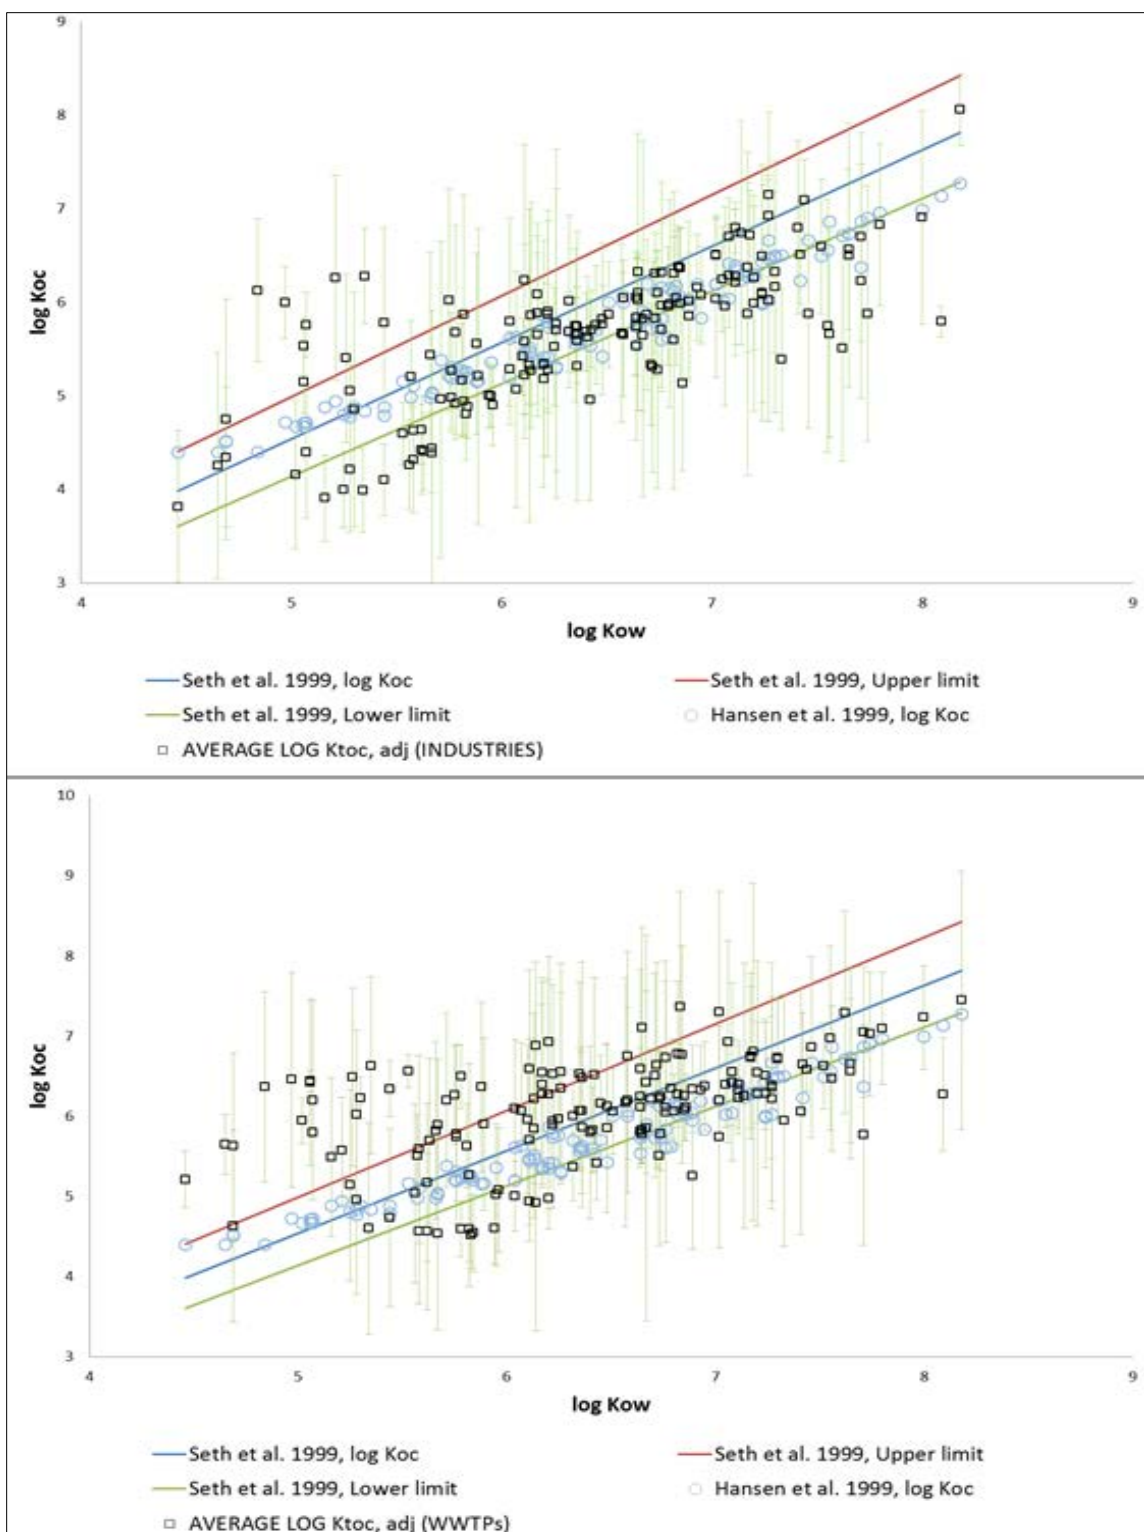 9
8
7
6
5
4
3
log Koc
4 5 6 7 8 9
log Kow
Seth et al. 1999, log Koc Seth et al. 1999, Upper limit
Seth et al. 1999, Lower limit Hansen et al. 1999, log Koc
AVERAGE LOG Ktoc, adj (INDUSTRIES)
10
9
8
7
6
5
4
3
log Koc
4 5 6 7 8 9
log Kow
Seth et al. 1999, log Koc Seth et al. 1999, Upper limit
Seth et al. 1999, Lower limit Hansen et al. 1999, log Koc
AVERAGE LOG Ktoc, adj (WWTPs)